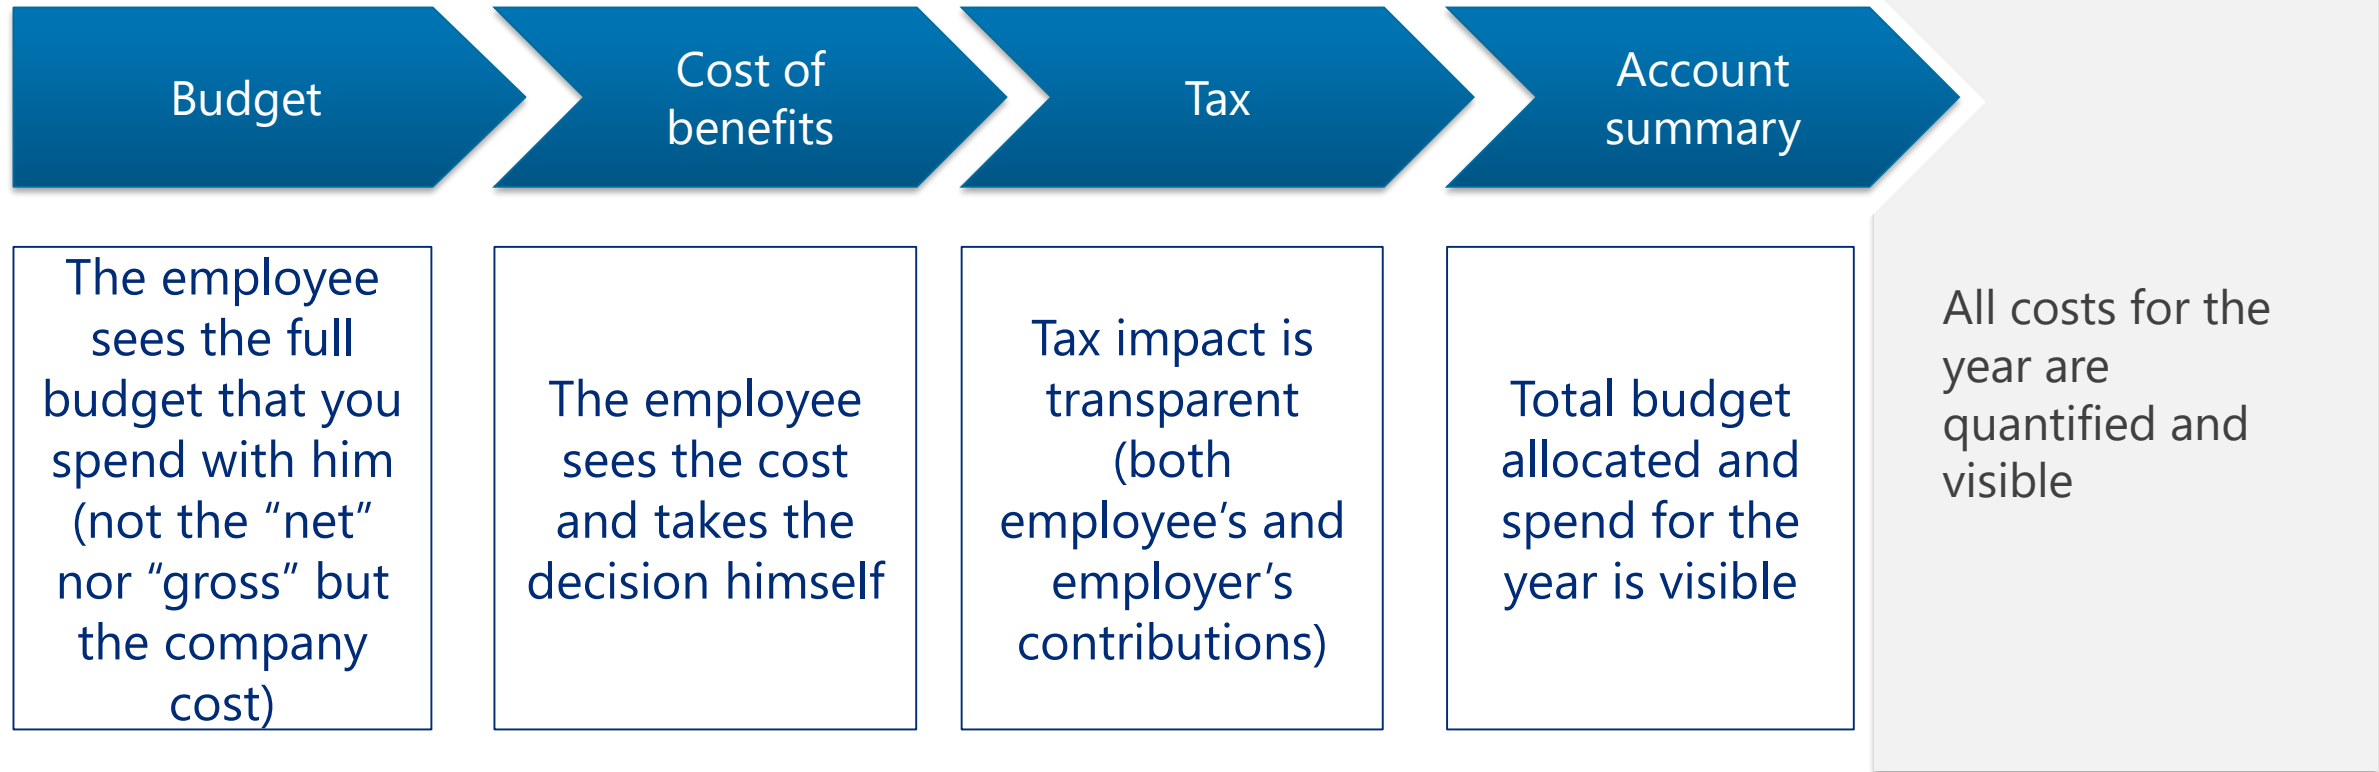 Budget
Cost of
benefits
Tax
Account
summary
The employee
sees the full
budget that you
spend with him
(not the “net”
nor “gross” but
the company
cost)
The employee
sees the cost
and takes the
decision himself
Tax impact is
transparent
(both
employee’s and
employer’s
contributions)
Total budget
allocated and
spend for the
year is visible
All costs for the
year are
quantified and
visible